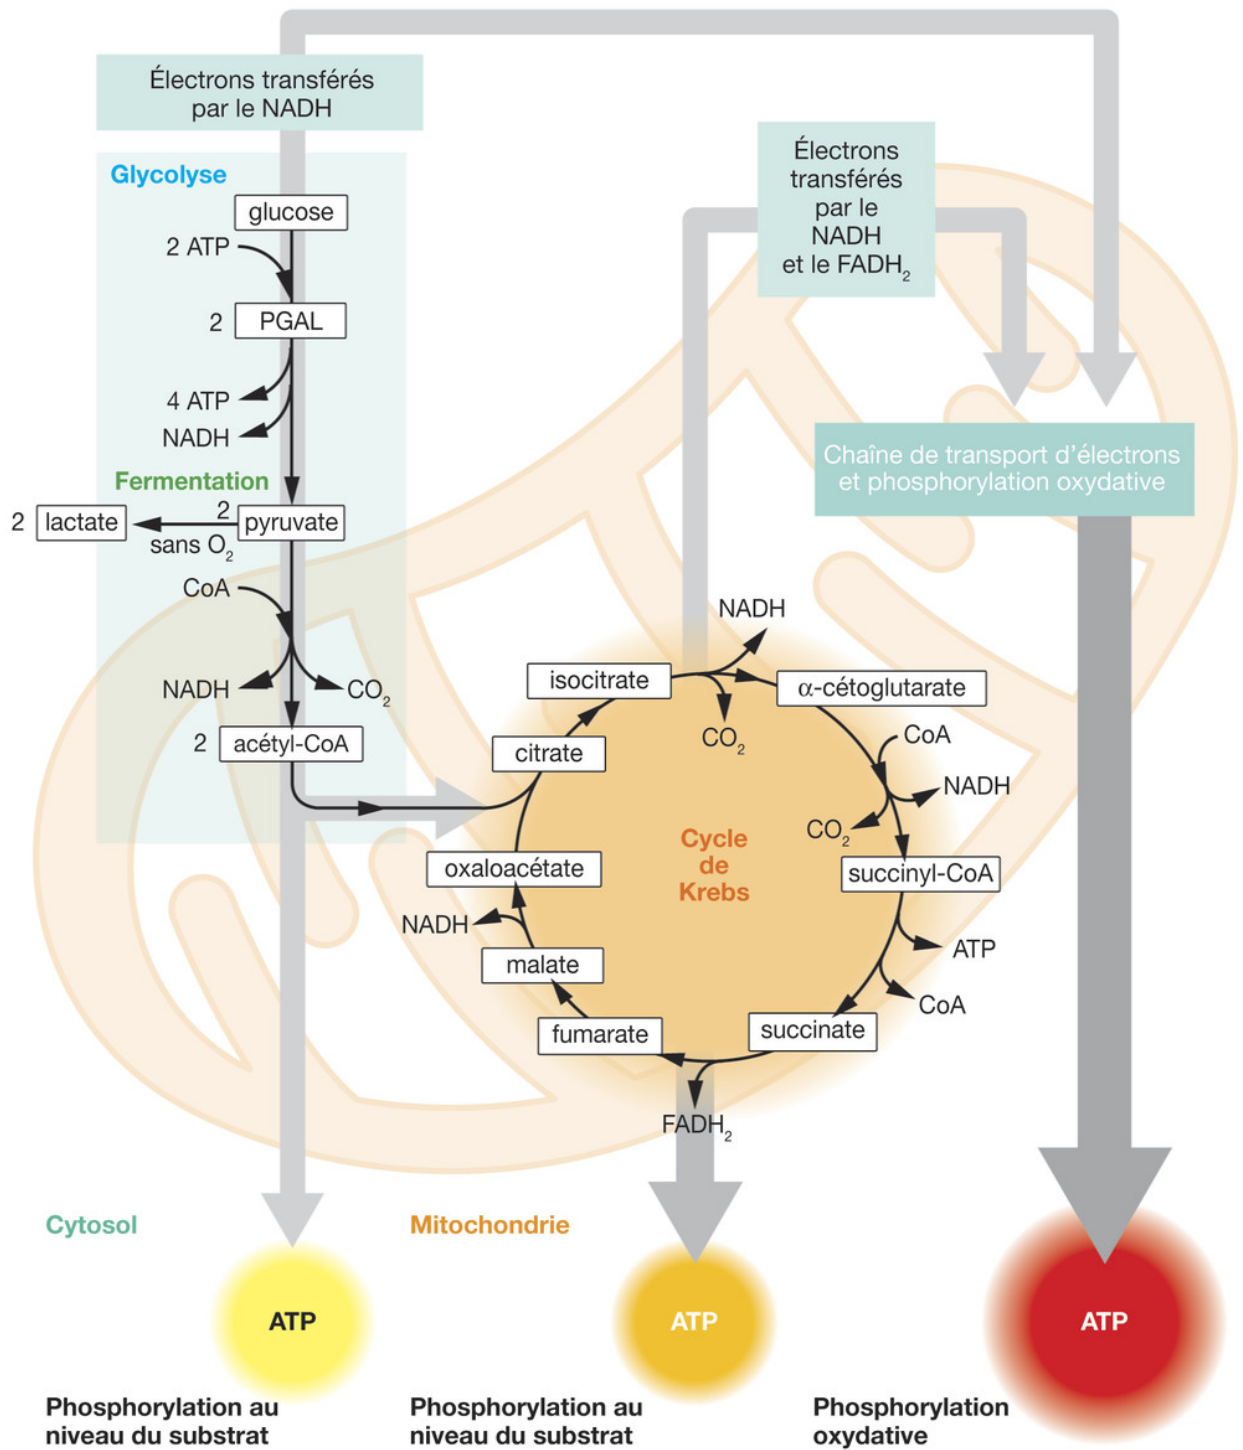 Électrons transférés
par le NADH
Glycolyse
glucose
2 ATP
2 PGAL
4 ATP
NADH
Fermentation
2 lactate
2 pyruvate
sans O₂
CoA
NADH
CO₂
2 acétyl-CoA
Électrons
transférés
par le
NADH
et le FADH₂
Chaîne de transport d'électrons
et phosphorylation oxydative
NADH
isocitrate
α-cétoglutarate
CO₂
citrate
CoA
NADH
CO₂
Cycle
de
Krebs
oxaloacétate
succinyl-CoA
NADH
ATP
malate
CoA
fumarate
succinate
FADH₂
Cytosol
Mitochondrie
ATP
ATP
ATP
Phosphorylation au
niveau du substrat
Phosphorylation au
niveau du substrat
Phosphorylation
oxydative